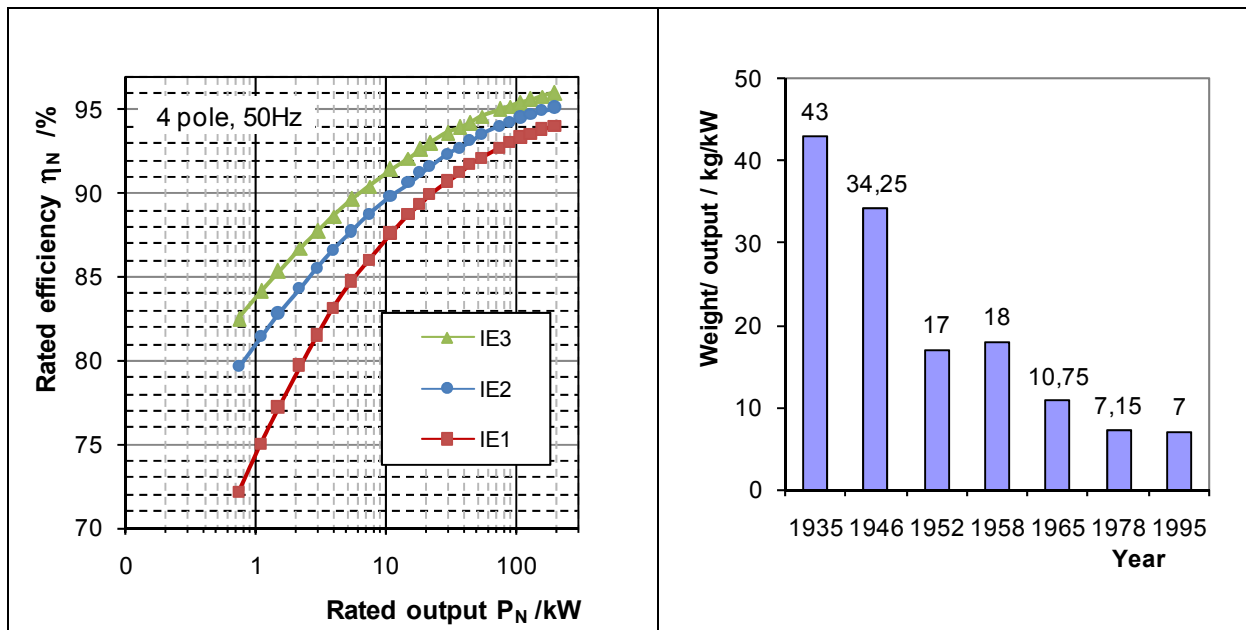 Rated efficiency ηN /%
95
90
85
80
75
70
4 pole, 50Hz
IE3
IE2
IE1
0
1
10
100
Rated output PN /kW
Weight/ output / kg/kW
50
40
30
20
10
0
43
34,25
17
18
10,75
7,15
7
1935 1946 1952 1958 1965 1978 1995
Year